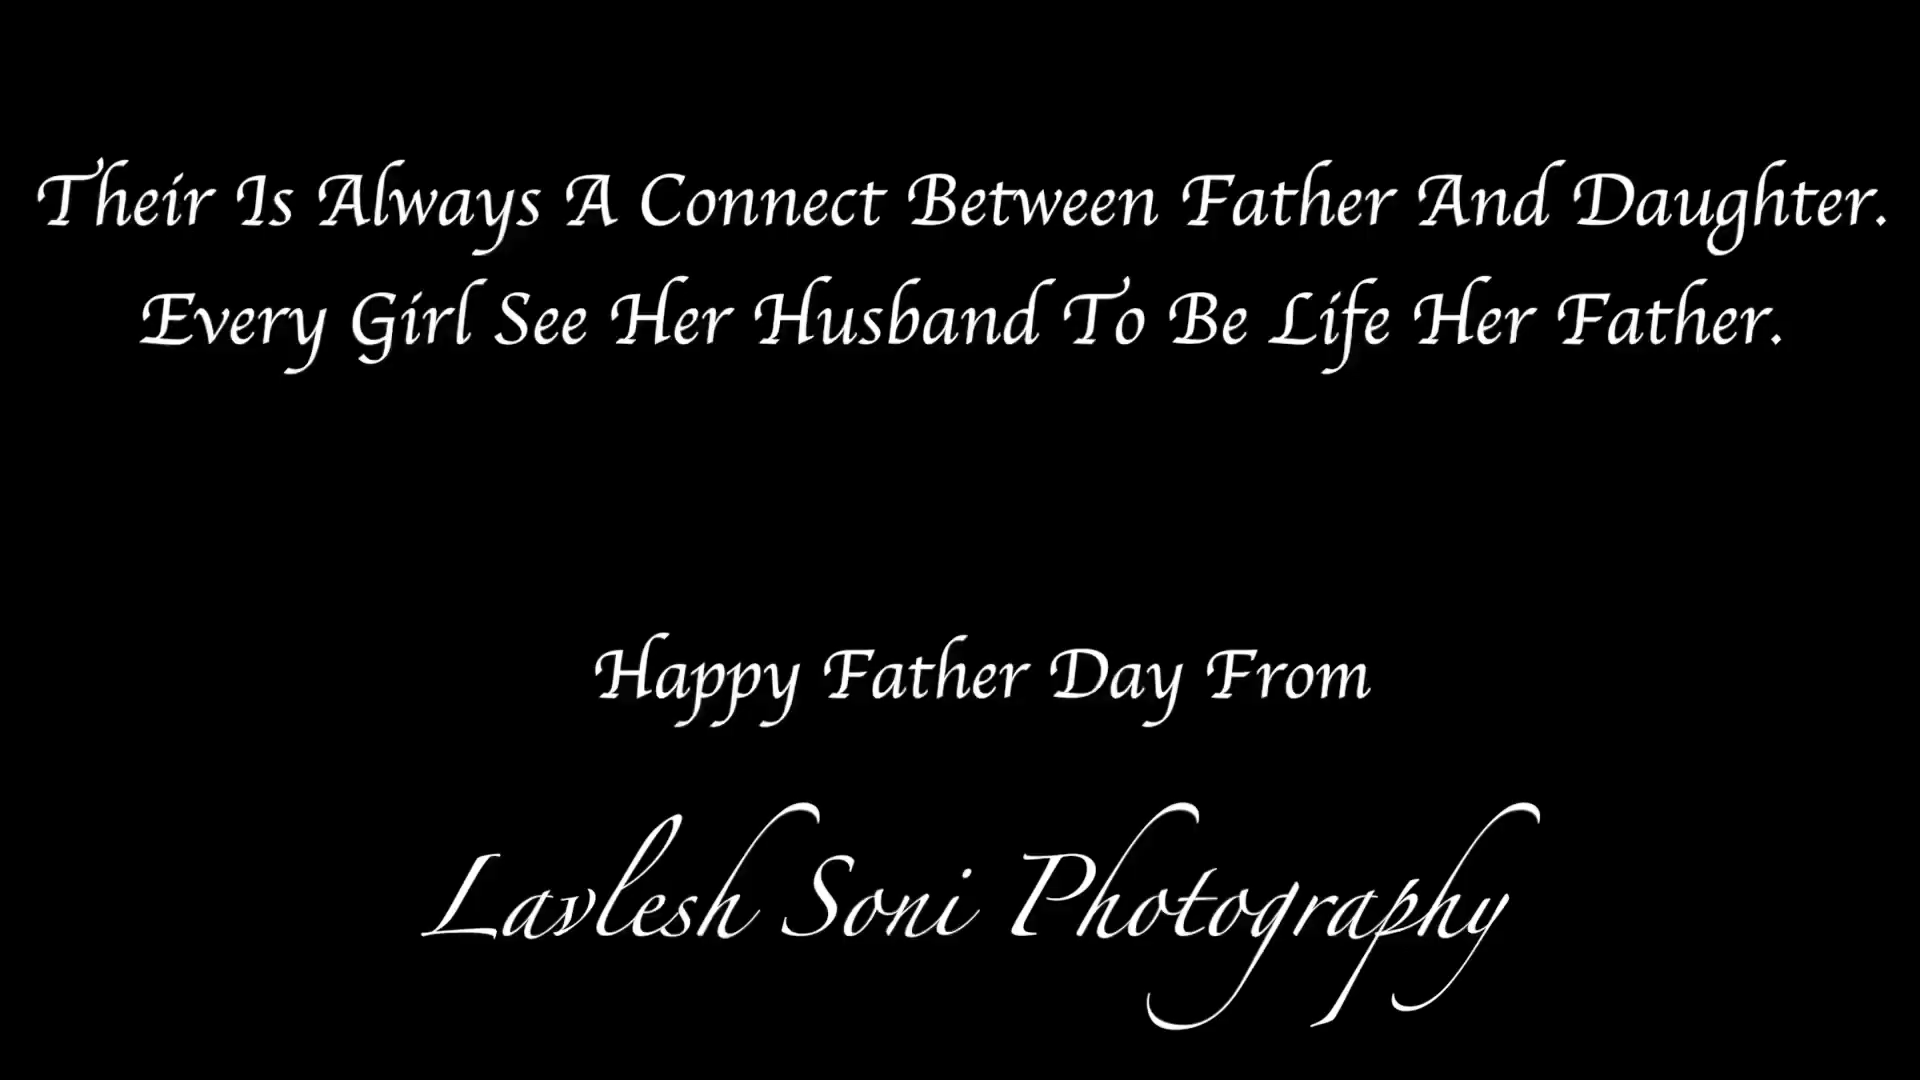 Their Is Always A Connect Between Father And Daughter.
Every Girl See Her Husband To Be Life Her Father.
Happy Father Day From
Lavlesh Soni Photography